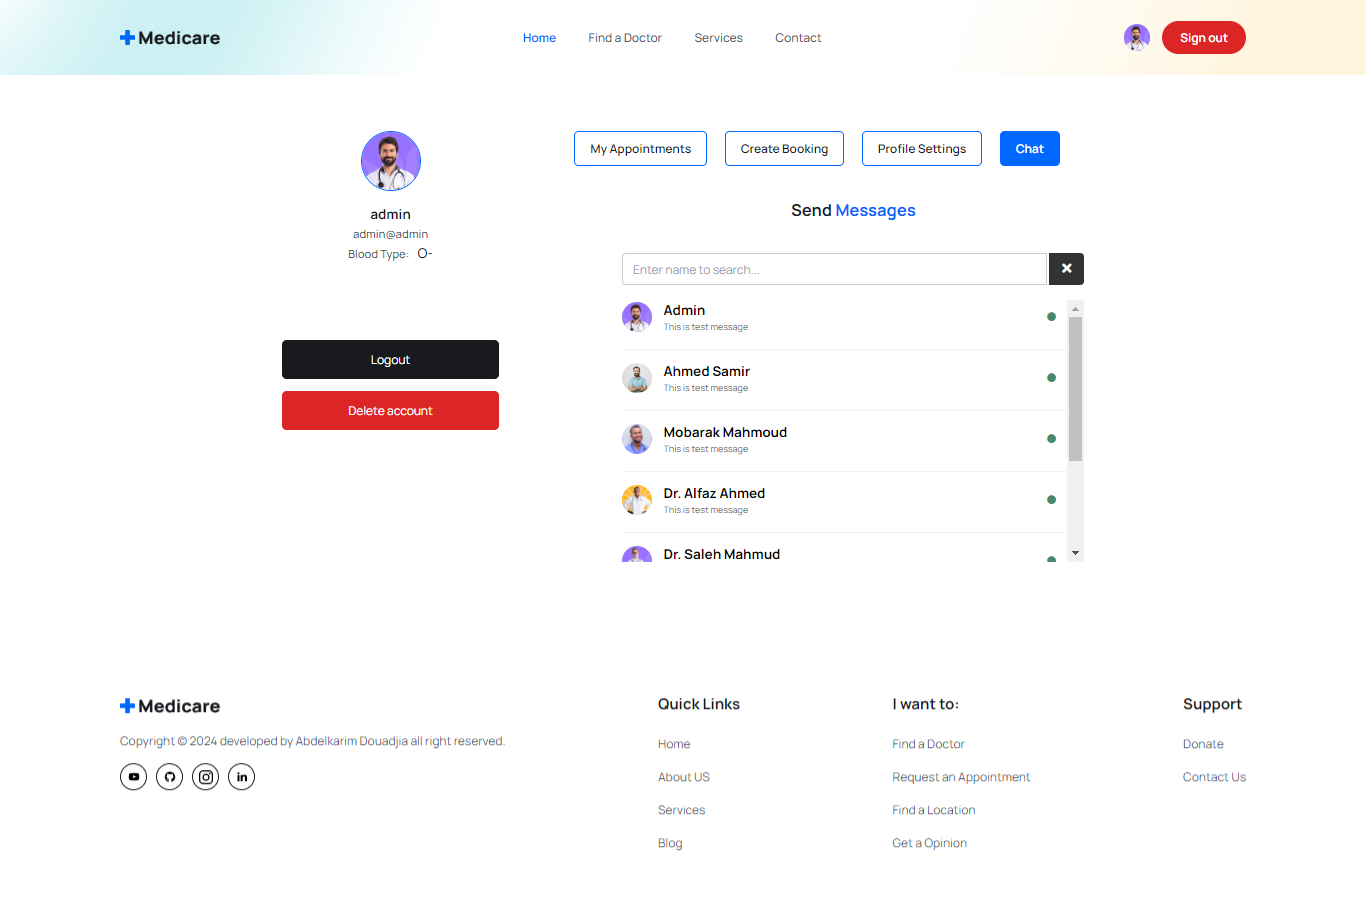 Medicare
Home Find a Doctor Services Contact
Sign out
admin
admin@admin
Blood Type: O-
Logout
Delete account
My Appointments Create Booking Profile Settings Chat
Send Messages
Enter name to search...
Admin
This is test message
Ahmed Samir
This is test message
Mobarak Mahmoud
This is test message
Dr. Alfaz Ahmed
This is test message
Dr. Saleh Mahmud
Medicare
Copyright © 2024 developed by Abdelkarim Douadjia all right reserved.
Quick Links
Home
About US
Services
Blog
I want to:
Find a Doctor
Request an Appointment
Find a Location
Get a Opinion
Support
Donate
Contact Us